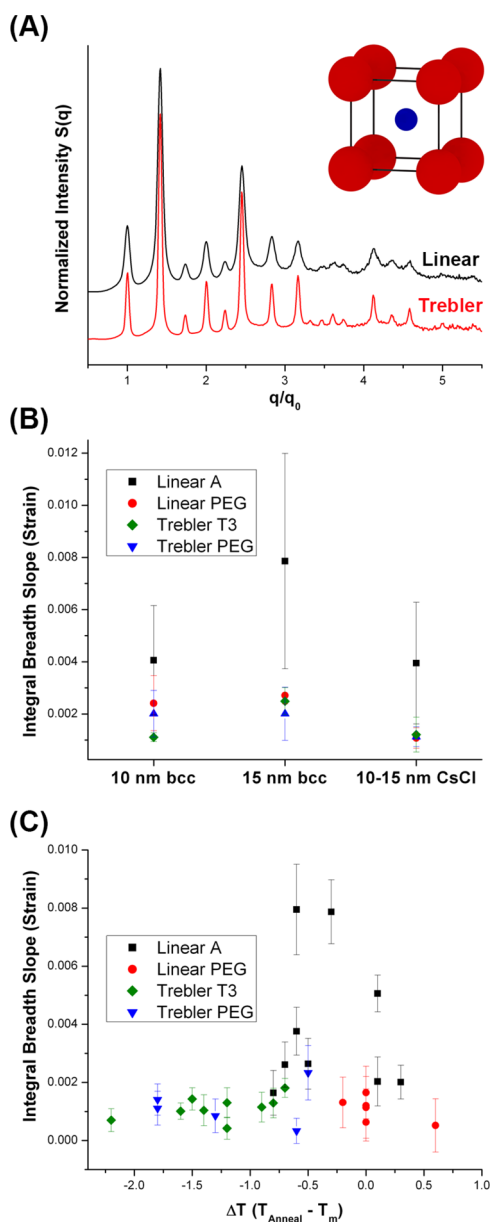 (A)
Normalized Intensity S(q)
Linear
Trebler
1 2 3 4 5
q/q0
(B)
Integral Breadth Slope (Strain)
0.012
0.010
0.008
0.006
0.004
0.002
Linear A
Linear PEG
Trebler T3
Trebler PEG
10 nm bcc 15 nm bcc 10-15 nm CsCl
(C)
Integral Breadth Slope (Strain)
0.010
0.008
0.006
0.004
0.002
0.000
Linear A
Linear PEG
Trebler T3
Trebler PEG
-2.0 -1.5 -1.0 -0.5 0.0 0.5 1.0
ΔT (TAnneal - Tm)